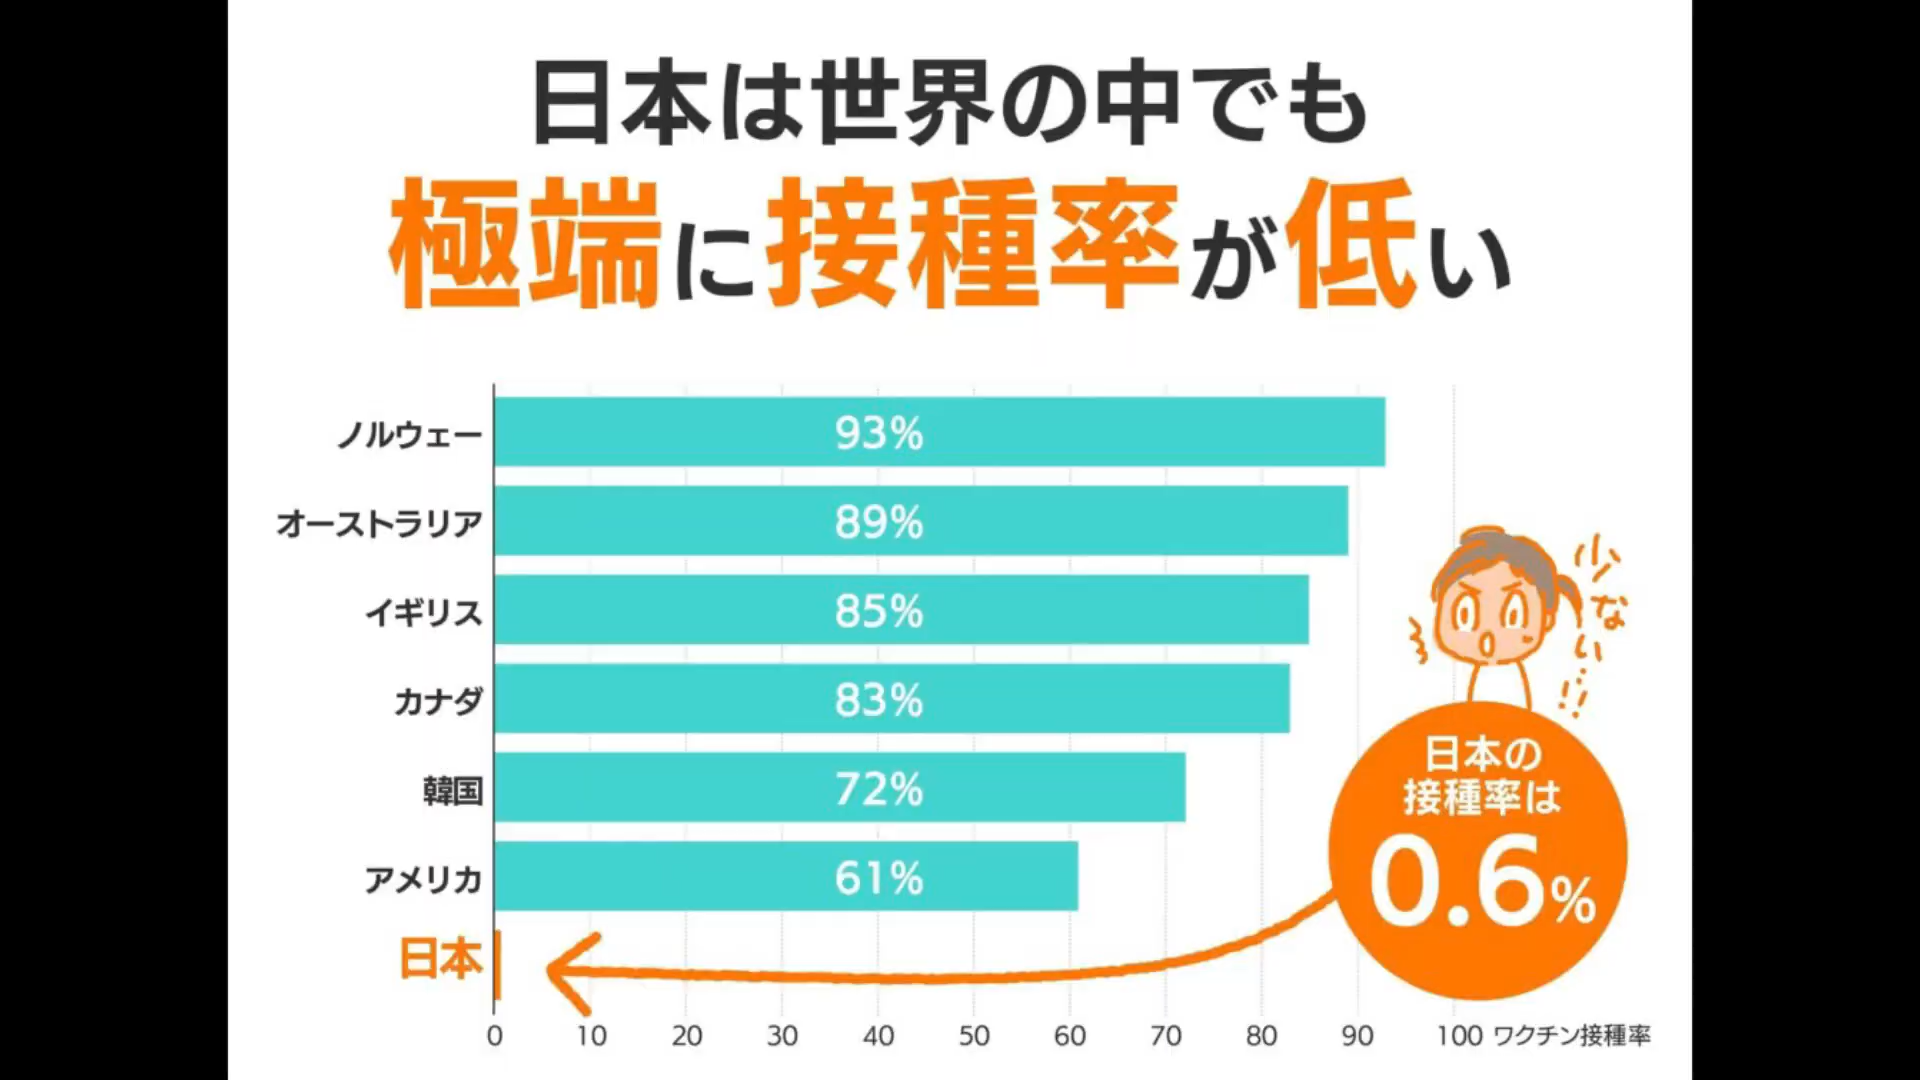 日本は世界の中でも
極端に接種率が低い
ノルウェー 93%
オーストラリア 89%
イギリス 85%
カナダ 83%
韓国 72%
アメリカ 61%
日本
少ない…!!
日本の
接種率は
0.6%
0 10 20 30 40 50 60 70 80 90 100 ワクチン接種率